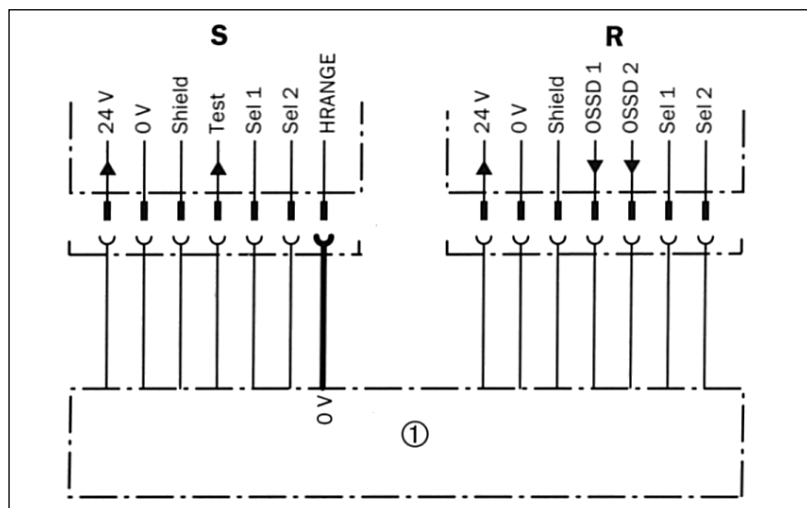 S
R
24 V
0 V
Shield
Test
Sel 1
Sel 2
HRANGE
24 V
0 V
Shield
OSSD 1
OSSD 2
Sel 1
Sel 2
0 V
①